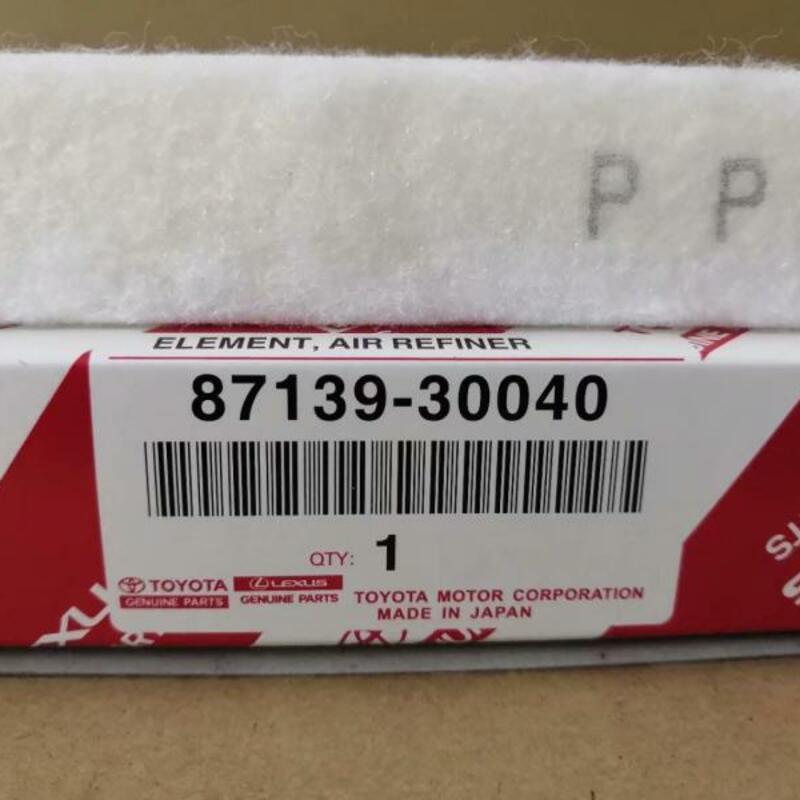 P P
ELEMENT, AIR REFINER
87139-30040
QTY: 1
TOYOTA
GENUINE PARTS
LEXUS
GENUINE PARTS
TOYOTA MOTOR CORPORATION
MADE IN JAPAN